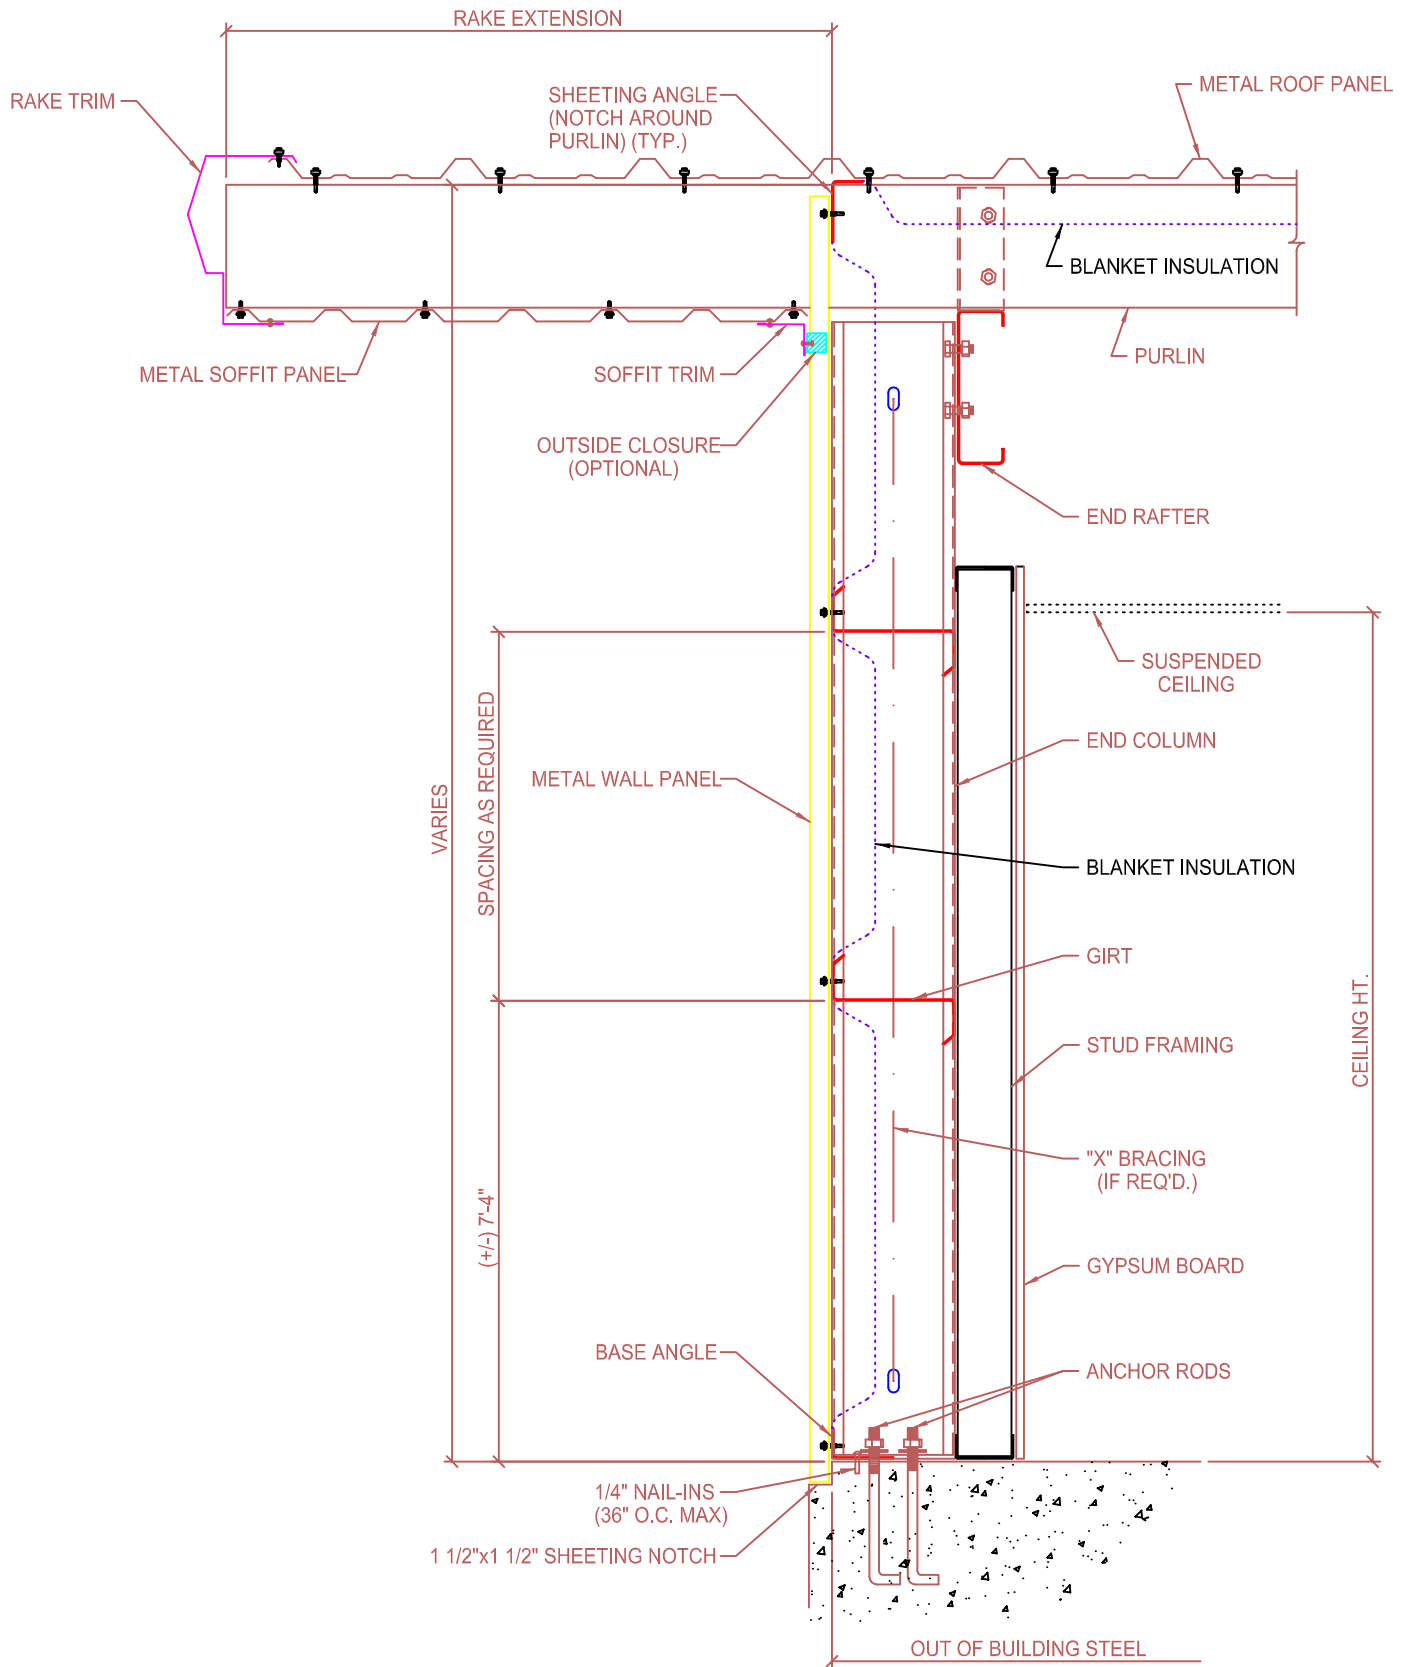 RAKE EXTENSION
RAKE TRIM
SHEETING ANGLE
(NOTCH AROUND
PURLIN) (TYP.)
METAL ROOF PANEL
BLANKET INSULATION
PURLIN
METAL SOFFIT PANEL
SOFFIT TRIM
OUTSIDE CLOSURE
(OPTIONAL)
END RAFTER
SUSPENDED
CEILING
END COLUMN
METAL WALL PANEL
VARIES
SPACING AS REQUIRED
BLANKET INSULATION
GIRT
CEILING HT.
STUD FRAMING
"X" BRACING
(IF REQ'D.)
(+/-) 7'-4"
GYPSUM BOARD
BASE ANGLE
ANCHOR RODS
1/4" NAIL-INS
(36" O.C. MAX)
1 1/2"x1 1/2" SHEETING NOTCH
OUT OF BUILDING STEEL